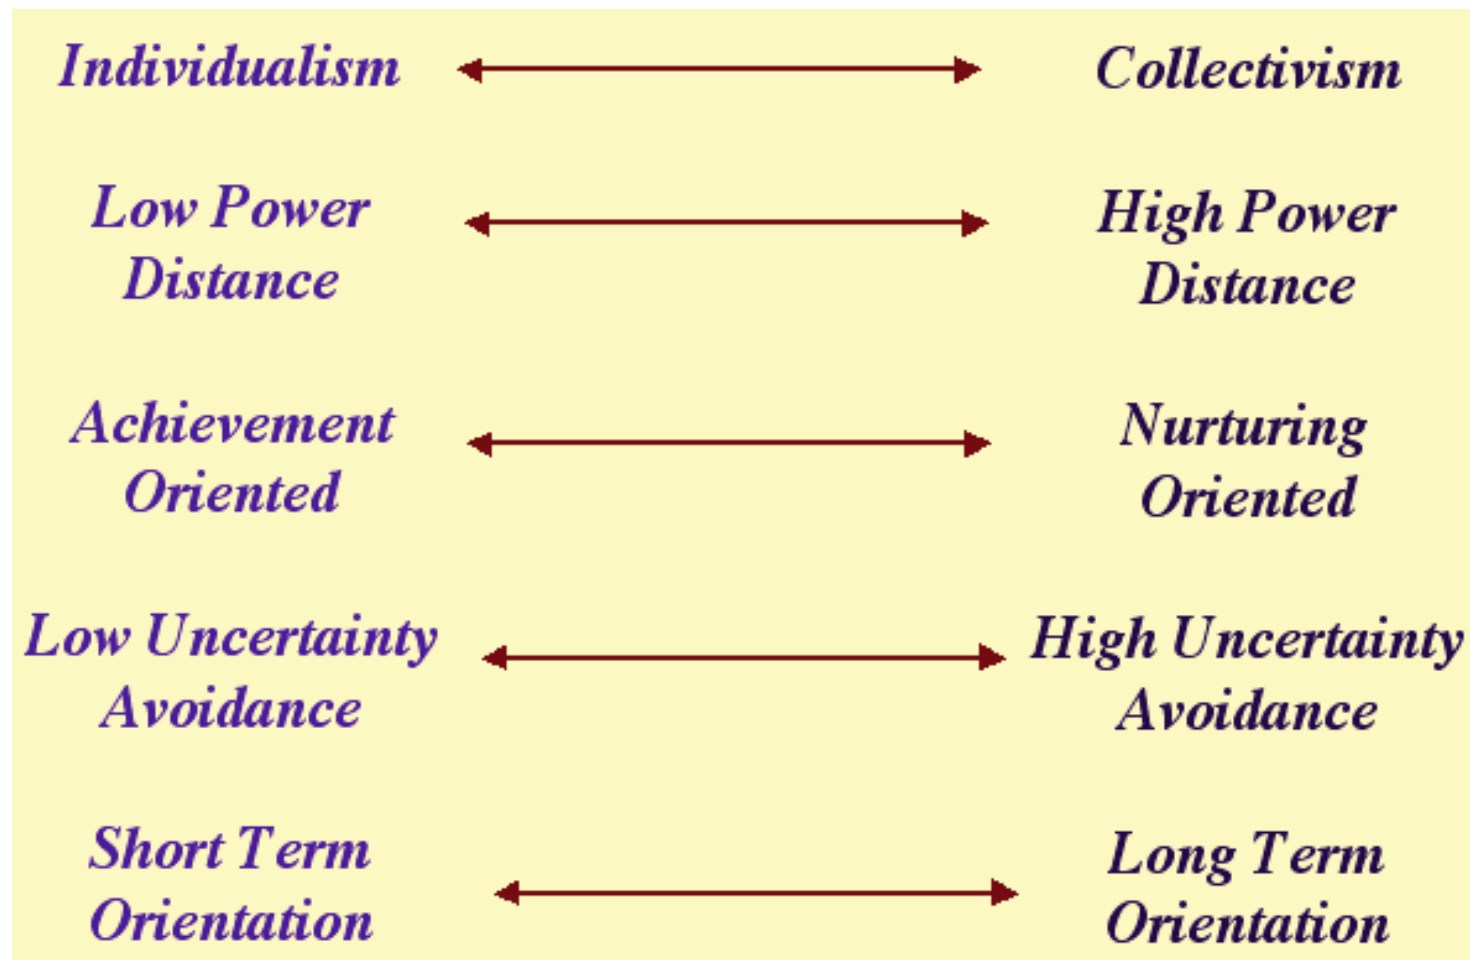 Individualism
Collectivism
Low Power
Distance
High Power
Distance
Achievement
Oriented
Nurturing
Oriented
Low Uncertainty
Avoidance
High Uncertainty
Avoidance
Short Term
Orientation
Long Term
Orientation